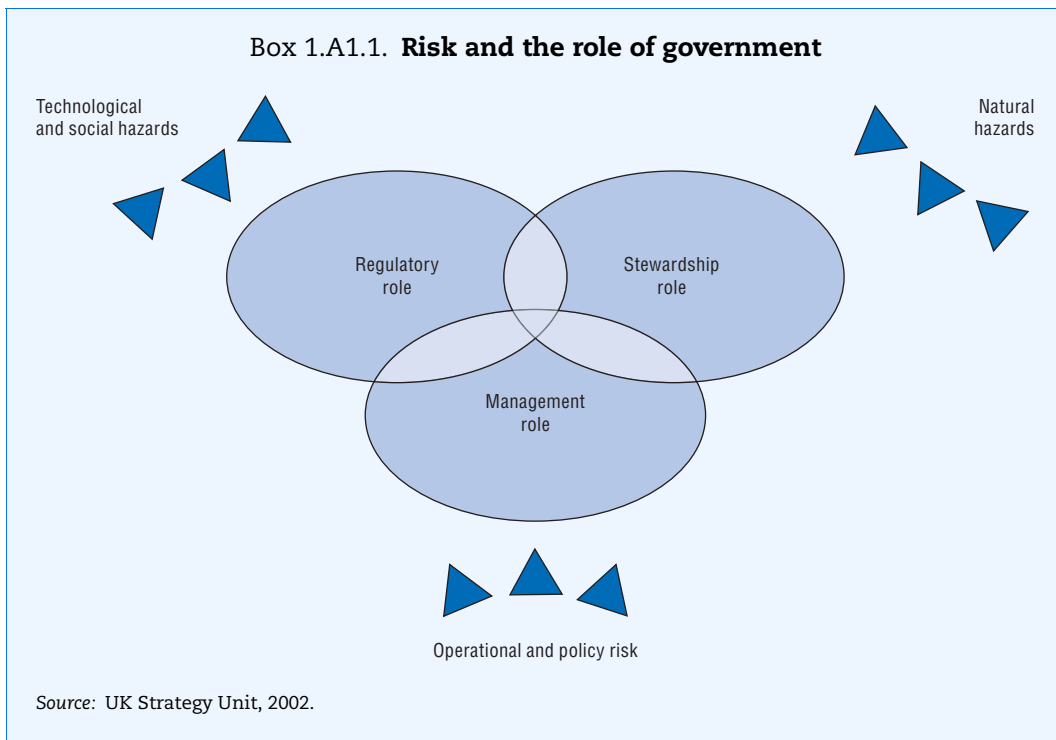 Box 1.A1.1. Risk and the role of government
Technological
and social hazards
Natural
hazards
Regulatory
role
Stewardship
role
Management
role
Operational and policy risk
Source: UK Strategy Unit, 2002.